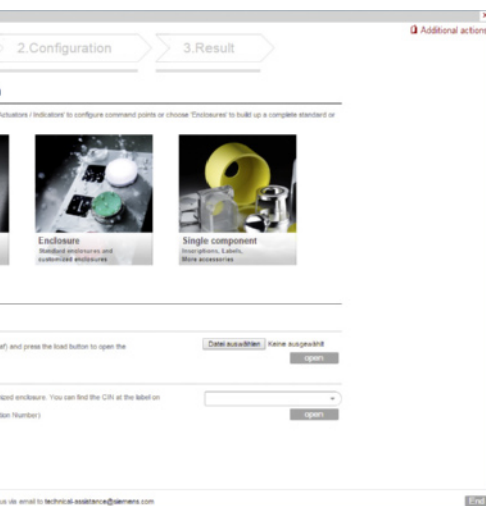 Additional actions
2.Configuration
3.Result
Actuators / Indicators' to configure command points or choose 'Enclosures' to build up a complete standard or
Enclosure
Standard enclosures and
customized enclosures
Single component
Inscriptions, Labels,
More accessories
and press the load button to open the
Datei auswählen Keine ausgewählt
open
enclosure. You can find the CIN at the label on
Number)
open
us via email to technical-assistance@siemens.com
End